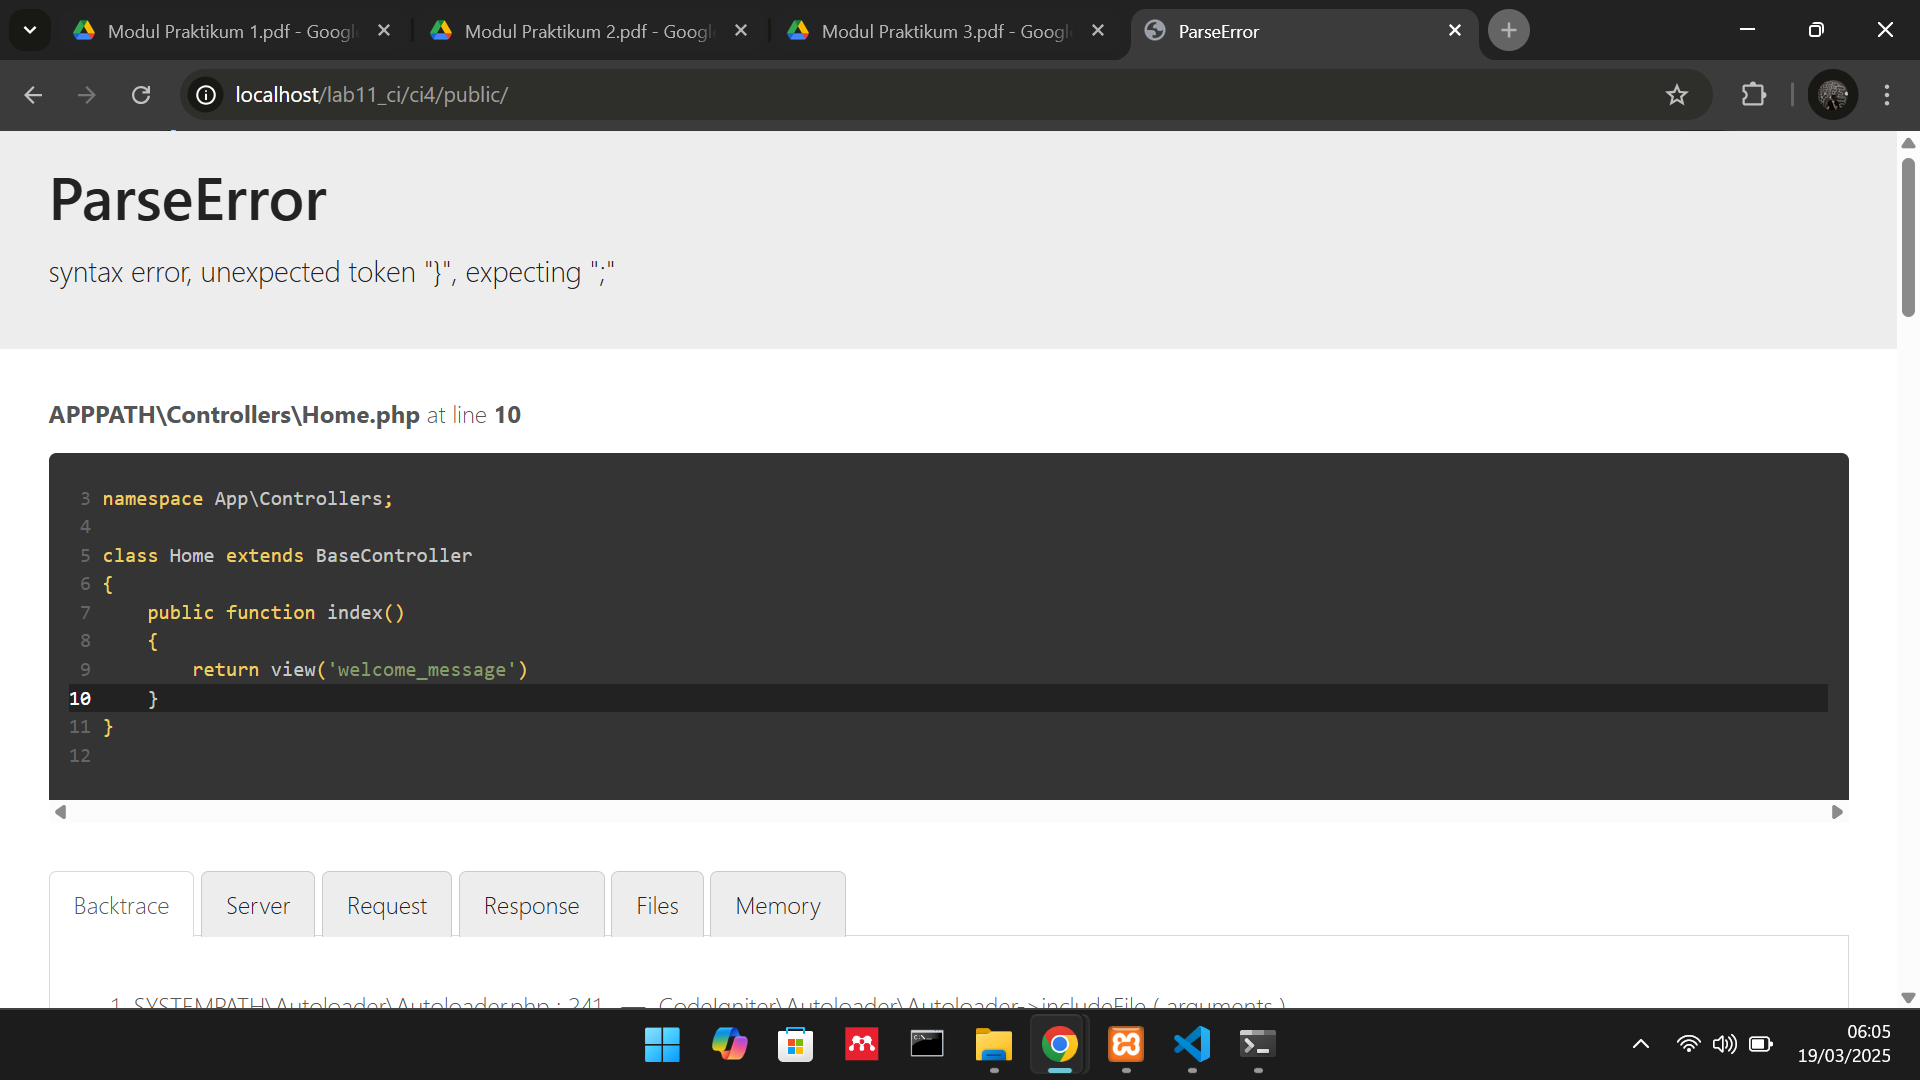 Modul Praktikum 1.pdf - Googl
Modul Praktikum 2.pdf - Googl
Modul Praktikum 3.pdf - Googl
ParseError
localhost/lab11_ci/ci4/public/
ParseError
syntax error, unexpected token "}", expecting ";"
APPPATH\Controllers\Home.php at line 10
3 namespace App\Controllers;
4
5 class Home extends BaseController
6 {
7     public function index()
8     {
9         return view('welcome_message')
10     }
11 }
12
Backtrace
Server
Request
Response
Files
Memory
1. SYSTEMPATH\Autoloader\Autoloader.php : 241 — CodeIgniter\Autoloader\Autoloader->includeFile ( arguments )
06:05
19/03/2025